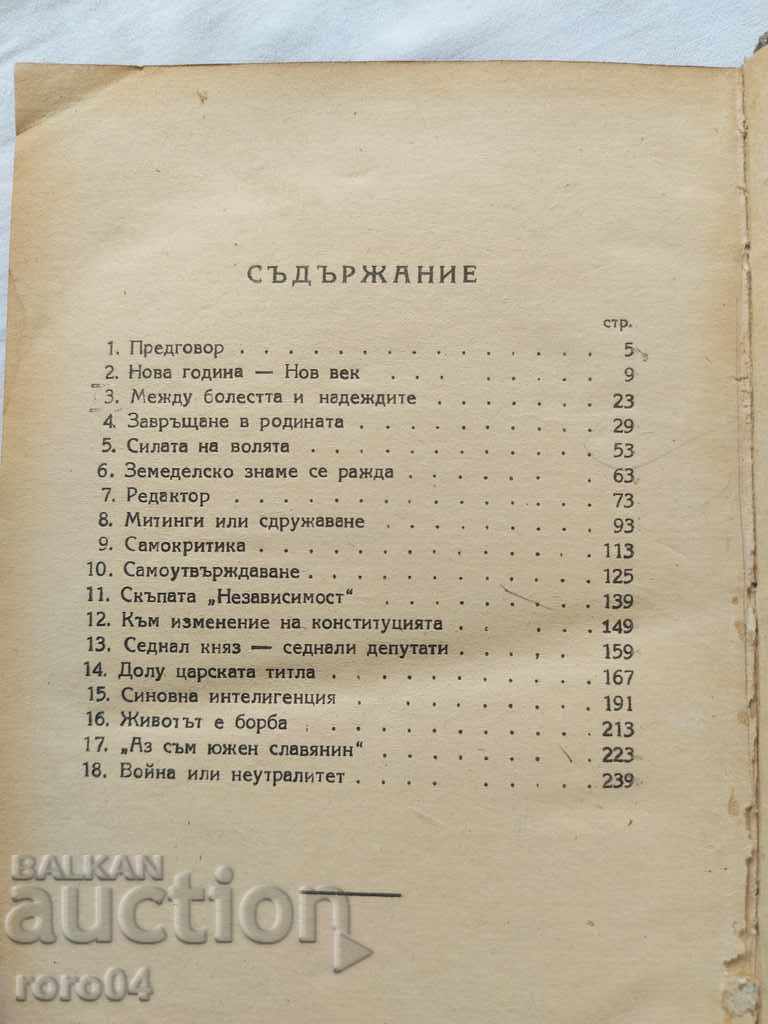 СЪДЪРЖАНИЕ
стр.
1. Предговор . . . . . . . . . . . . . . . 5
2. Нова година — Нов век . . . . . . . . 9
3. Между болестта и надеждите . . . . . . . 23
4. Завръщане в родината . . . . . . . . . . 29
5. Силата на волята . . . . . . . . . . . . 53
6. Земеделско знаме се ражда . . . . . . . . 63
7. Редактор . . . . . . . . . . . . . . . 73
8. Митинги или сдружаване . . . . . . . . . 93
9. Самокритика . . . . . . . . . . . . . . 113
10. Самоутвърждаване . . . . . . . . . . . . 125
11. Скъпата „Независимост“ . . . . . . . . . 139
12. Към изменение на конституцията . . . . . . 149
13. Седнал княз — седнали депутати . . . . . . 159
14. Долу царската титла . . . . . . . . . . . 167
15. Синовна интелигенция . . . . . . . . . . 191
16. Животът е борба . . . . . . . . . . . . 213
17. „Аз съм южен славянин“ . . . . . . . . . 223
18. Война или неутралитет . . . . . . . . . 239
BALKAN
auction
roro04